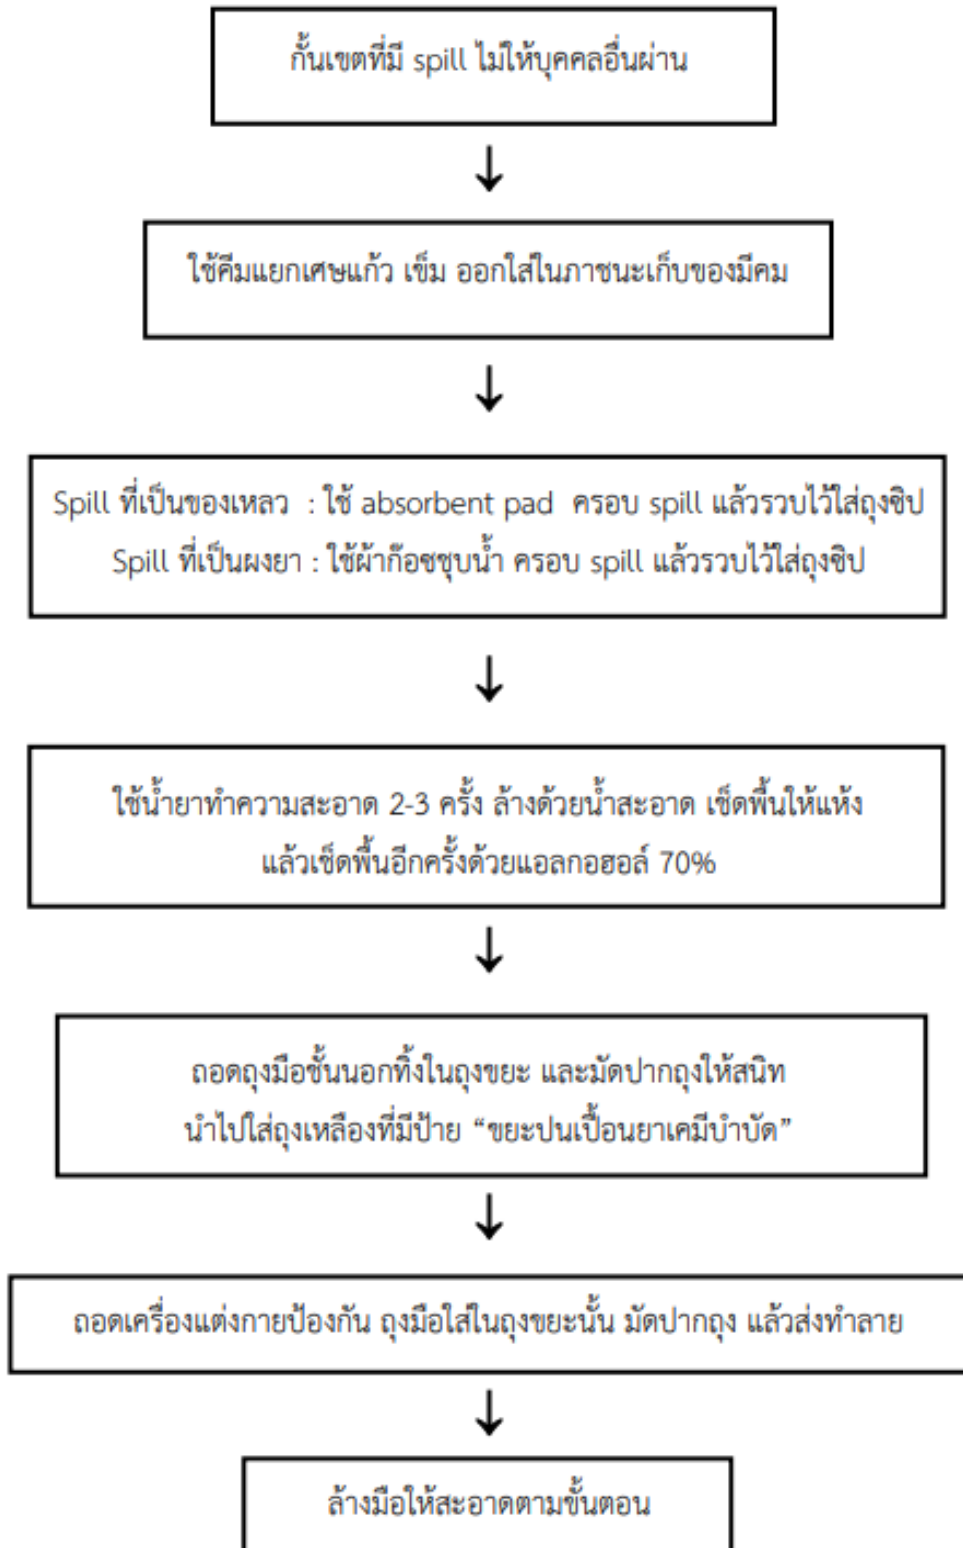 กั้นเขตที่มี spill ไม่ให้บุคคลอื่นผ่าน
ใช้คีมแยกเศษแก้ว เข็ม ออกใส่ในภาชนะเก็บของมีคม
Spill ที่เป็นของเหลว : ใช้ absorbent pad ครอบ spill แล้วรวบไว้ใส่ถุงซิป
Spill ที่เป็นผงยา : ใช้ผ้าก๊อซชุบน้ำ ครอบ spill แล้วรวบไว้ใส่ถุงซิป
ใช้น้ำยาทำความสะอาด 2-3 ครั้ง ล้างด้วยน้ำสะอาด เช็ดพื้นให้แห้ง
แล้วเช็ดพื้นอีกครั้งด้วยแอลกอฮอล์ 70%
ถอดถุงมือชั้นนอกทิ้งในถุงขยะ และมัดปากถุงให้สนิท
นำไปใส่ถุงเหลืองที่มีป้าย “ขยะปนเปื้อนยาเคมีบำบัด”
ถอดเครื่องแต่งกายป้องกัน ถุงมือใส่ในถุงขยะนั้น มัดปากถุง แล้วส่งทำลาย
ล้างมือให้สะอาดตามขั้นตอน